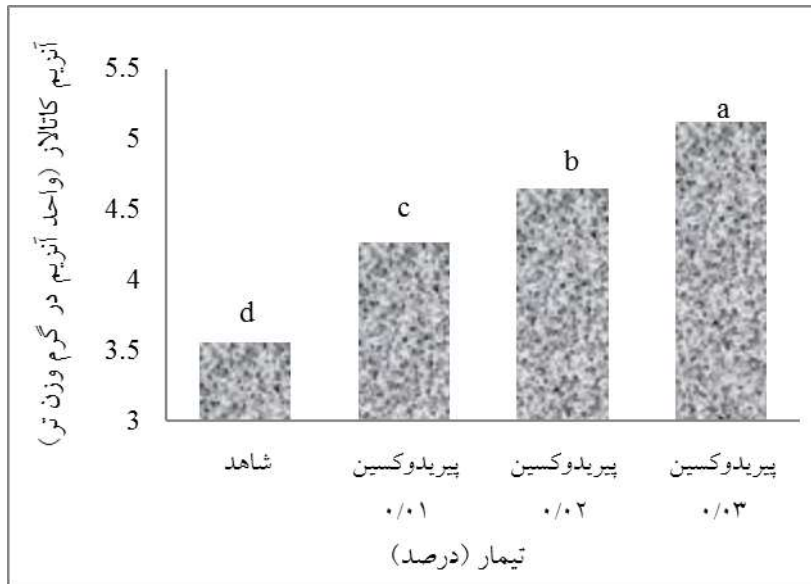 آنزیم کاتالاز (واحد آنزیم در گرم وزن تر)
5.5
5
4.5
4
3.5
3
d
c
b
a
شاهد
پیریدوکسین
۰/۰۱
پیریدوکسین
۰/۰۲
پیریدوکسین
۰/۰۳
تیمار (درصد)